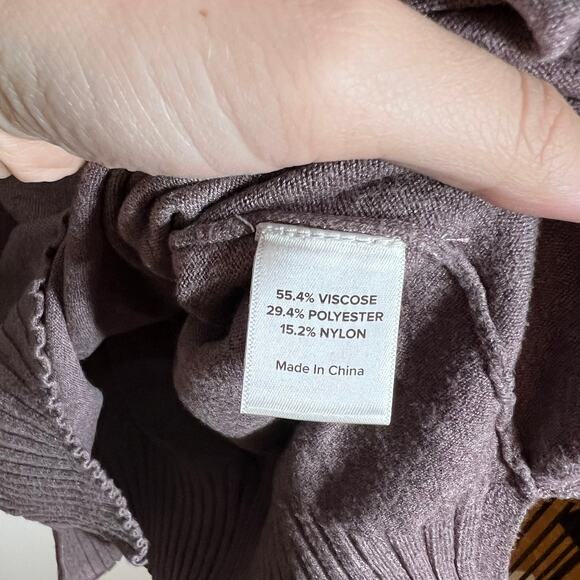 55.4% VISCOSE
29.4% POLYESTER
15.2% NYLON
Made In China